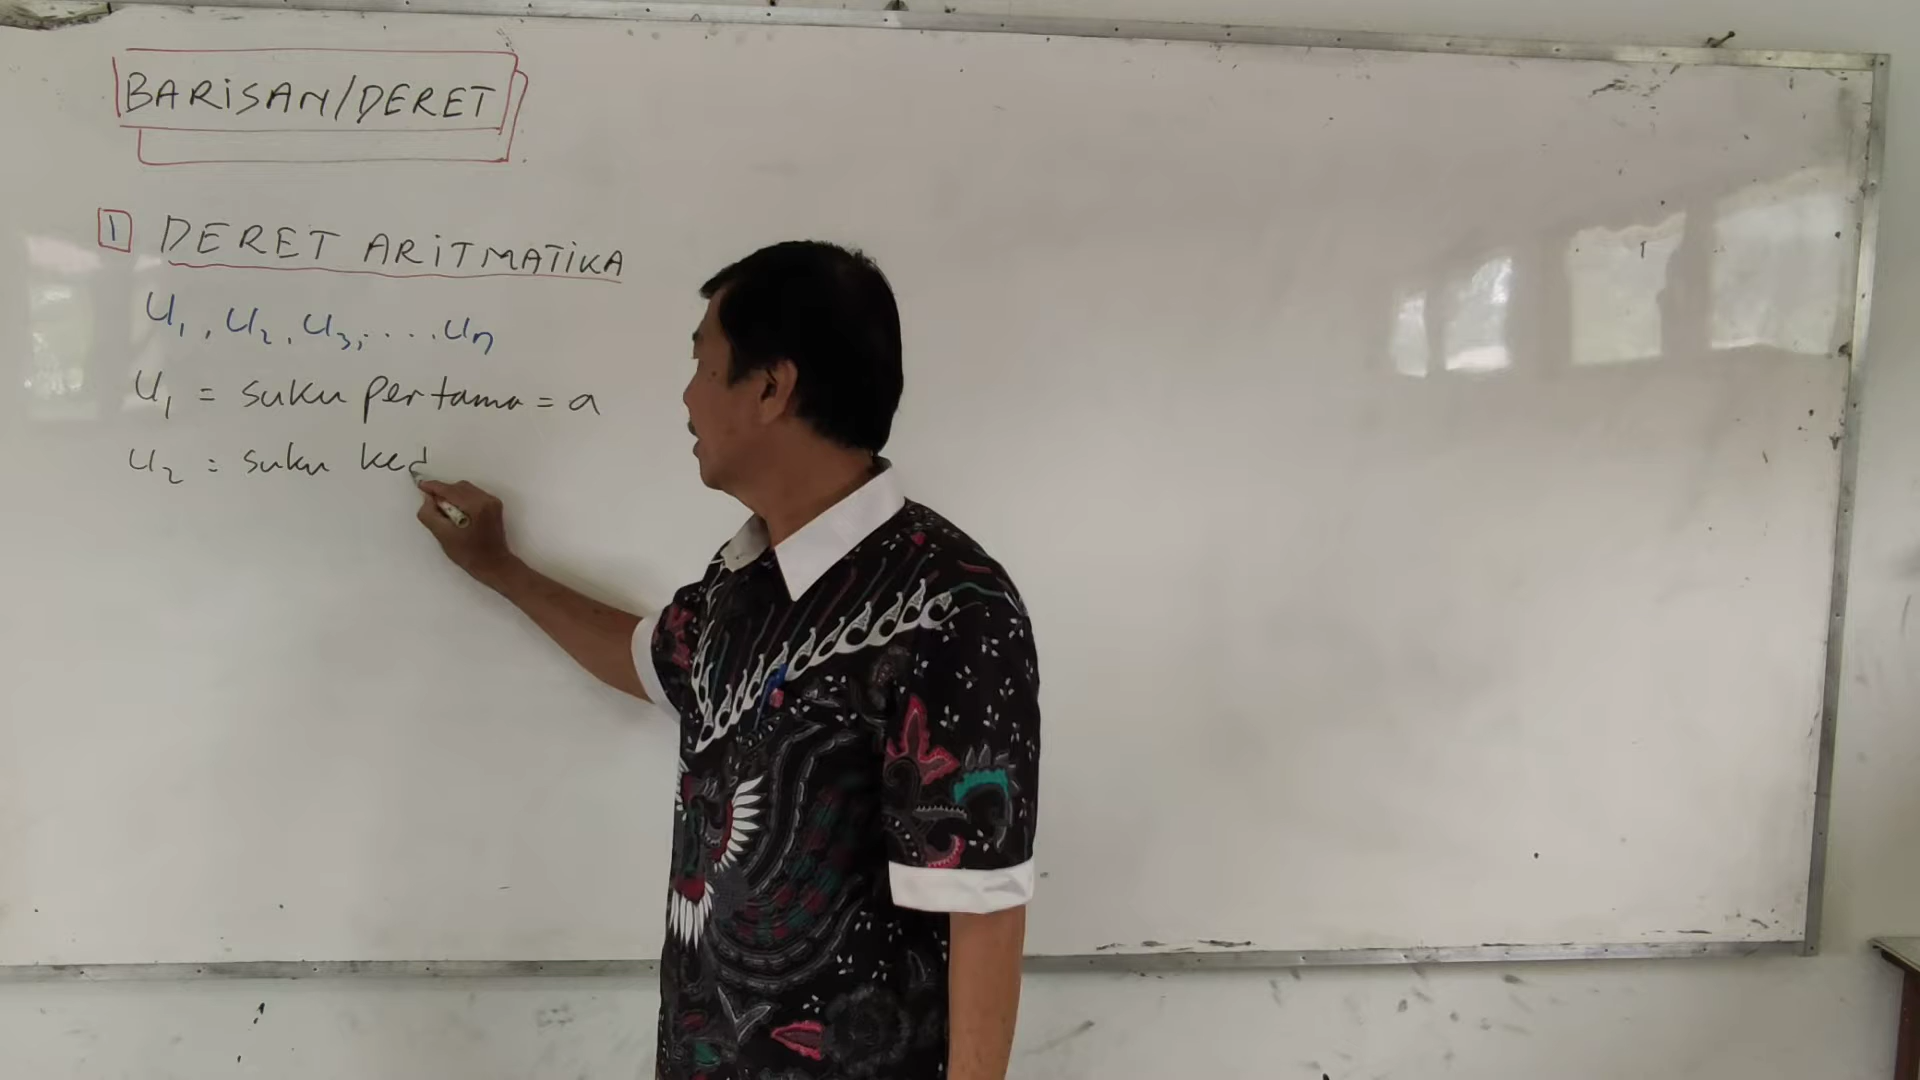 BARISAN/DERET
1 DERET ARITMATIKA
U1, U2, U3, .... Un
U1 = suku pertama = a
U2 = suku ked